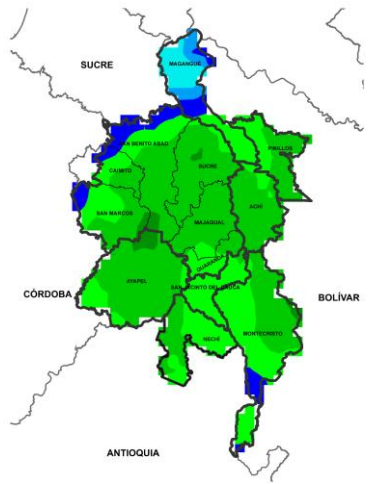 SUCRE
MAGANGUÉ
SAN BENITO ABAD
PINILLOS
CAIMITO
SUCRE
ACHÍ
SAN MARCOS
MAJAGUAL
GUARANDA
AYAPEL
SAN JACINTO DEL CAUCA
CÓRDOBA
BOLÍVAR
MONTECRISTO
NECHÍ
ANTIOQUIA